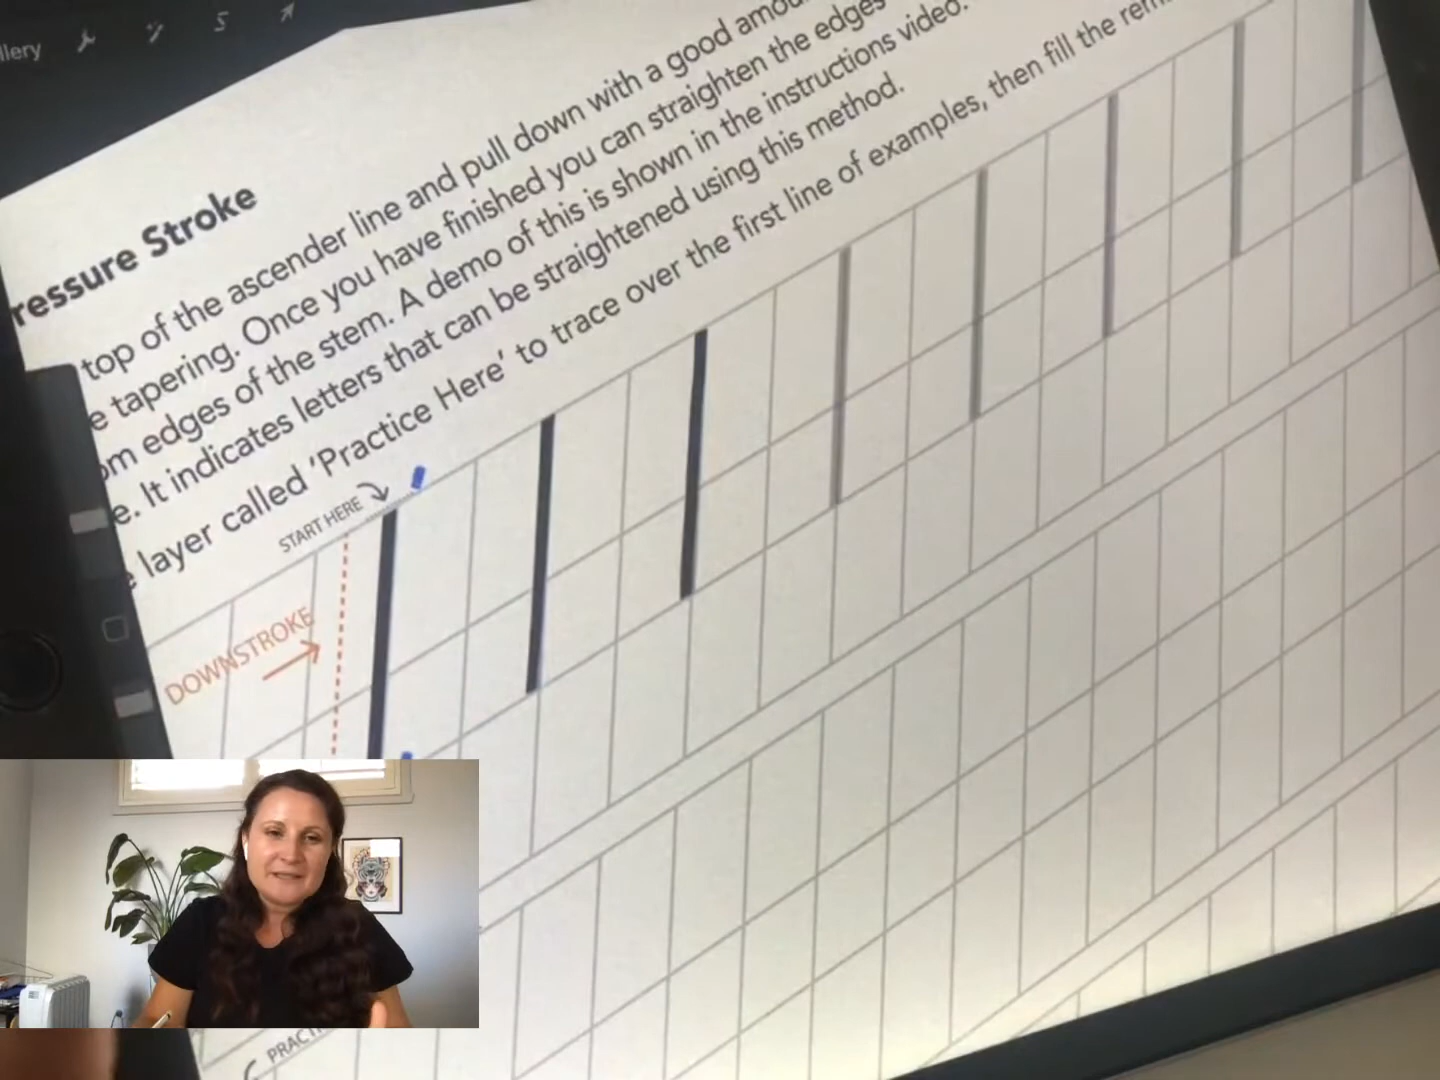 llery
ressure Stroke
top of the ascender line and pull down with a good
e tapering. Once you have finished you can straighten the edges
om edges of the stem. A demo of this is shown in the instructions video.
e. It indicates letters that can be straightened using this method.
layer called 'Practice Here' to trace over the first line of examples, then fill the
START HERE
DOWNSTROKE